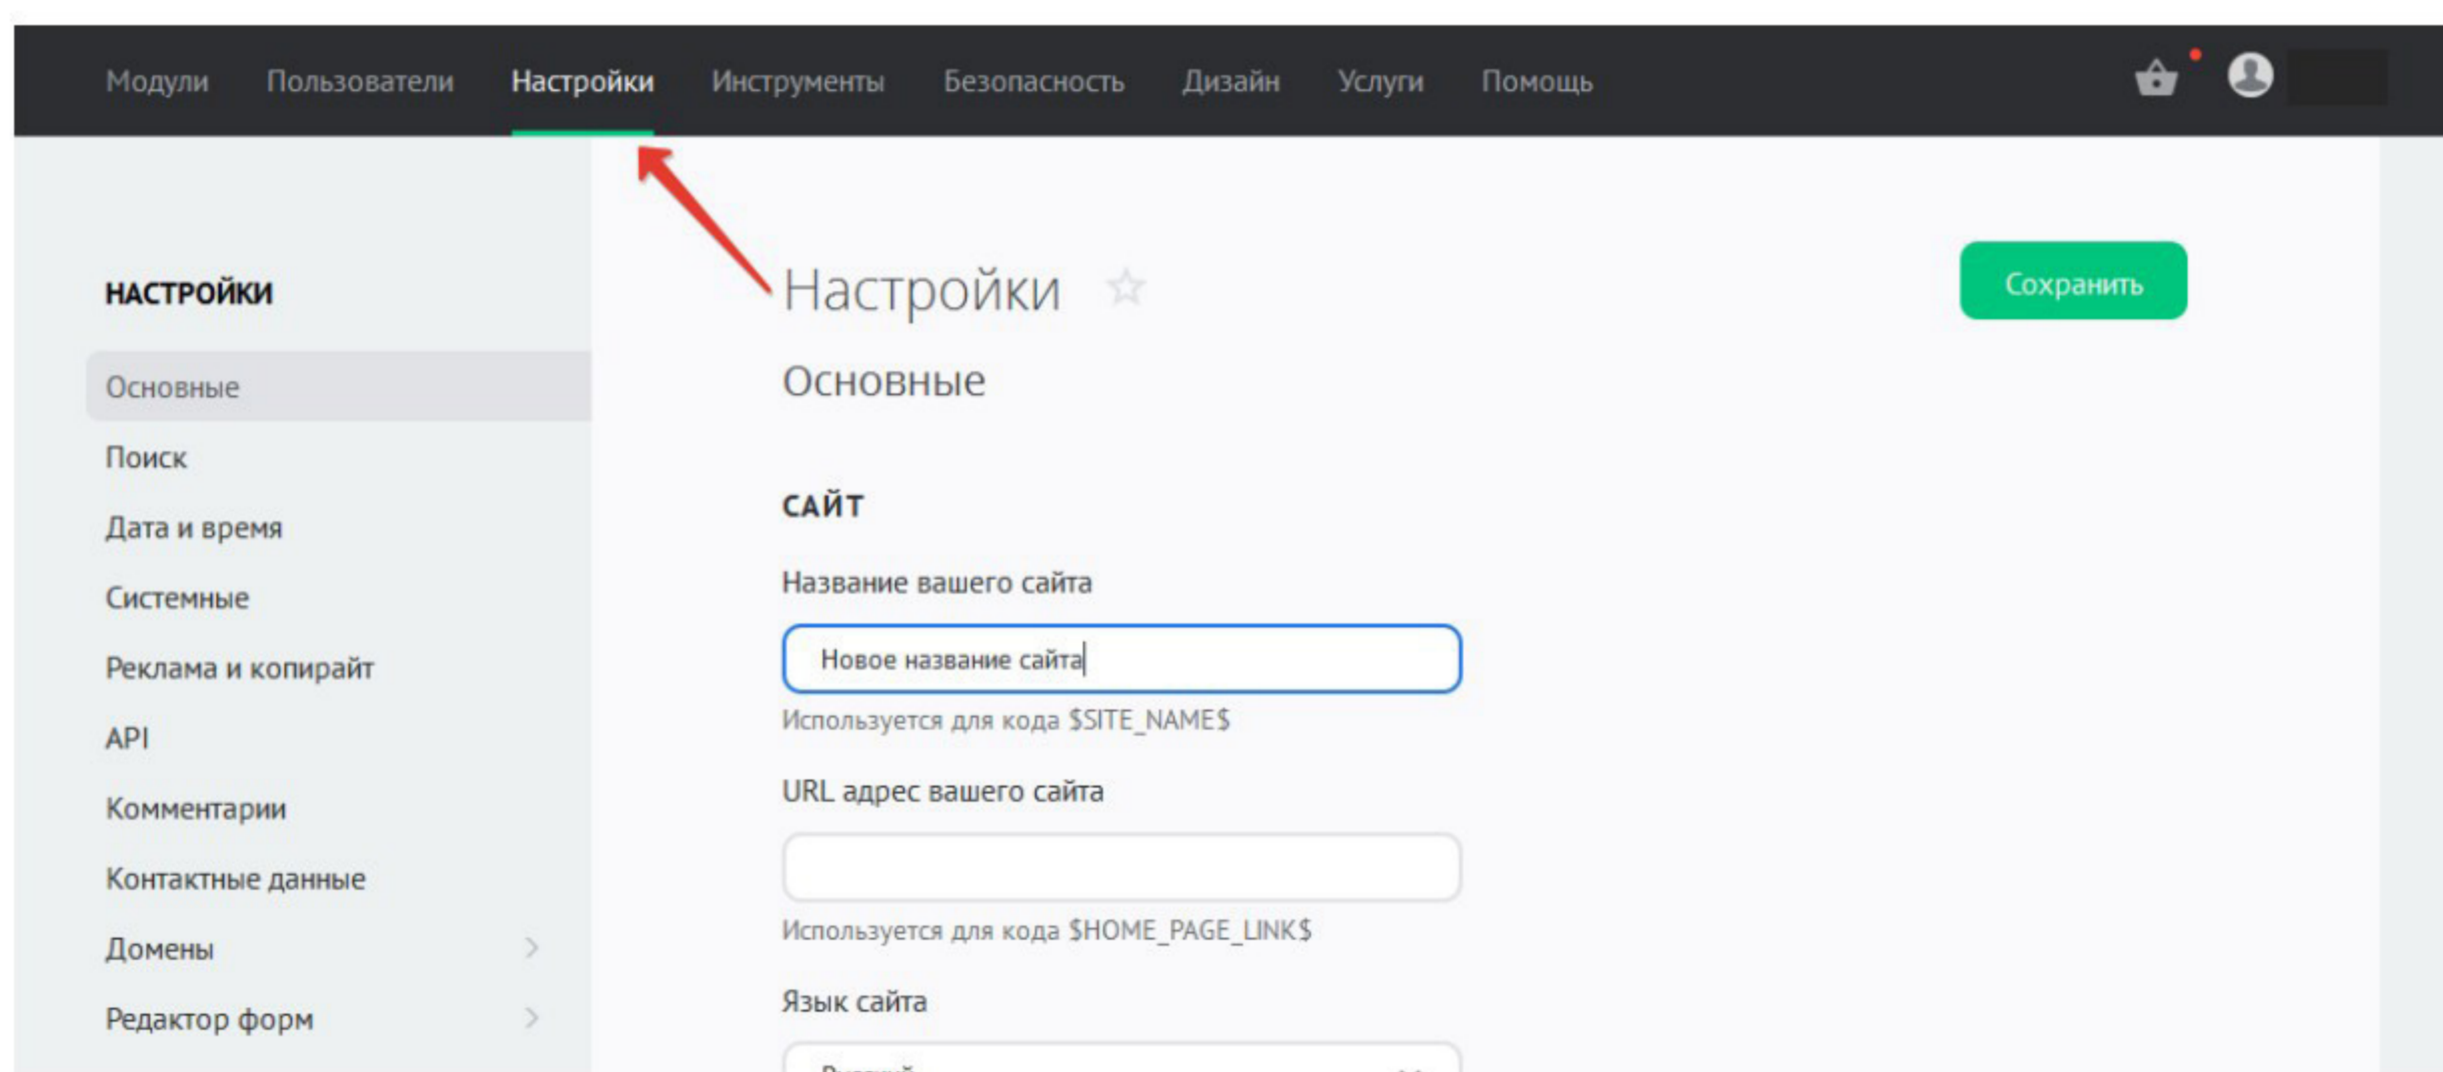 Модули Пользователи Настройки Инструменты Безопасность Дизайн Услуги Помощь
НАСТРОЙКИ
Основные
Поиск
Дата и время
Системные
Реклама и копирайт
API
Комментарии
Контактные данные
Домены
Редактор форм
Настройки
Сохранить
Основные
САЙТ
Название вашего сайта
Новое название сайта
Используется для кода $SITE_NAME$
URL адрес вашего сайта
Используется для кода $HOME_PAGE_LINK$
Язык сайта